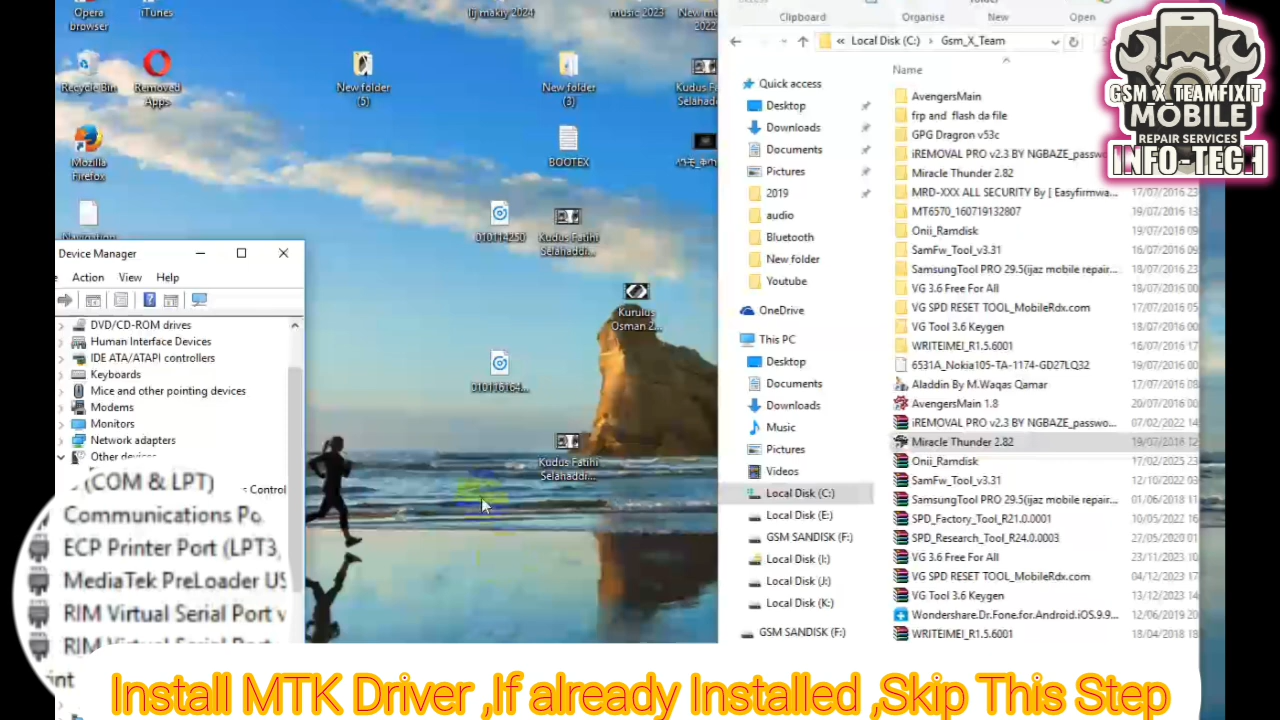 Opera
browser
iTunes
music 2023
Recycle Bin
Removed
Apps
New folder
(5)
New folder
(3)
Kudus
Mozilla
Firefox
BOOTEX
010114250
Kudus Fatihi
Selahaddi...
Kurulus
Osman 2...
010116164...
Kudus Fatihi
Selahaddi...
Device Manager
Action View Help
DVD/CD-ROM drives
Human Interface Devices
IDE ATA/ATAPI controllers
Keyboards
Mice and other pointing devices
Modems
Monitors
Network adapters
Other
(COM & LPT)
Control
Communications Po
ECP Printer Port (LPT3,
MediaTek PreLoader US
RIM Virtual Serial Port v
Clipboard
Organise
New
Open
« Local Disk (C:) › Gsm_X_Team
Quick access
Desktop
Downloads
Documents
Pictures
2019
audio
Bluetooth
New folder
Youtube
OneDrive
This PC
Desktop
Documents
Downloads
Music
Pictures
Videos
Local Disk (C:)
Local Disk (E:)
GSM SANDISK (F:)
Local Disk (I:)
Local Disk (J:)
Local Disk (K:)
GSM SANDISK (F:)
Name
AvengersMain
frp and flash da file
GPG Dragron v53c
iREMOVAL PRO v2.3 BY NGBAZE_passwo...
Miracle Thunder 2.82
MRD-XXX ALL SECURITY By [ Easyfirmwa...
MT6570_160719132807
Onii_Ramdisk
SamFw_Tool_v3.31
SamsungTool PRO 29.5(ijaz mobile repair...
VG 3.6 Free For All
VG SPD RESET TOOL_MobileRdx.com
VG Tool 3.6 Keygen
WRITEIMEI_R1.5.6001
6531A_Nokia105-TA-1174-GD27LQ32
Aladdin By M.Waqas Qamar
AvengersMain 1.8
iREMOVAL PRO v2.3 BY NGBAZE_passwo...
Miracle Thunder 2.82
Onii_Ramdisk
SamFw_Tool_v3.31
SamsungTool PRO 29.5(ijaz mobile repair...
SPD_Factory_Tool_R21.0.0001
SPD_Research_Tool_R24.0.0003
VG 3.6 Free For All
VG SPD RESET TOOL_MobileRdx.com
VG Tool 3.6 Keygen
Wondershare.Dr.Fone.for.Android.iOS.9.9...
WRITEIMEI_R1.5.6001
GSM X TEAMFIXIT
MOBILE
REPAIR SERVICES
INFO-TECH
Install MTK Driver ,If already Installed ,Skip This Step